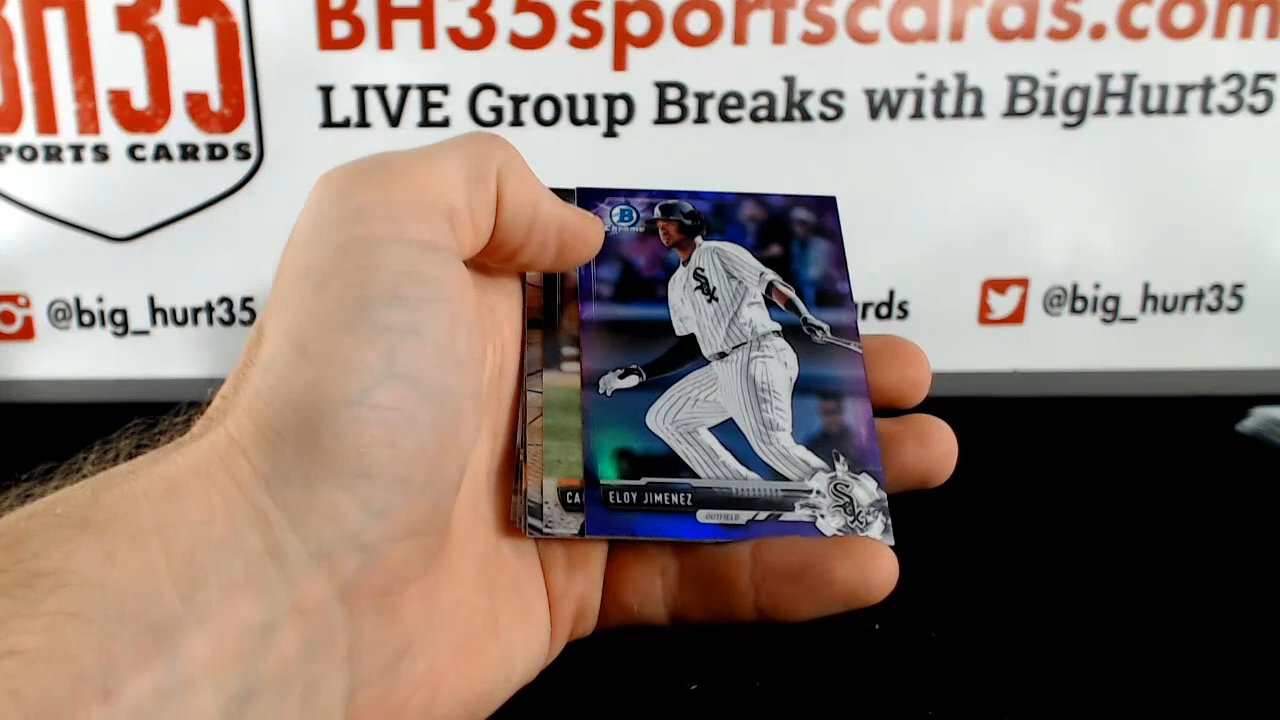 BH35sportscards.com
LIVE Group Breaks with BigHurt35
BH35
PORTS CARDS
@big_hurt35
rds
@big_hurt35
B
Chrome
Sox
CA
ELOY JIMENEZ
OUTFIELD
Sox